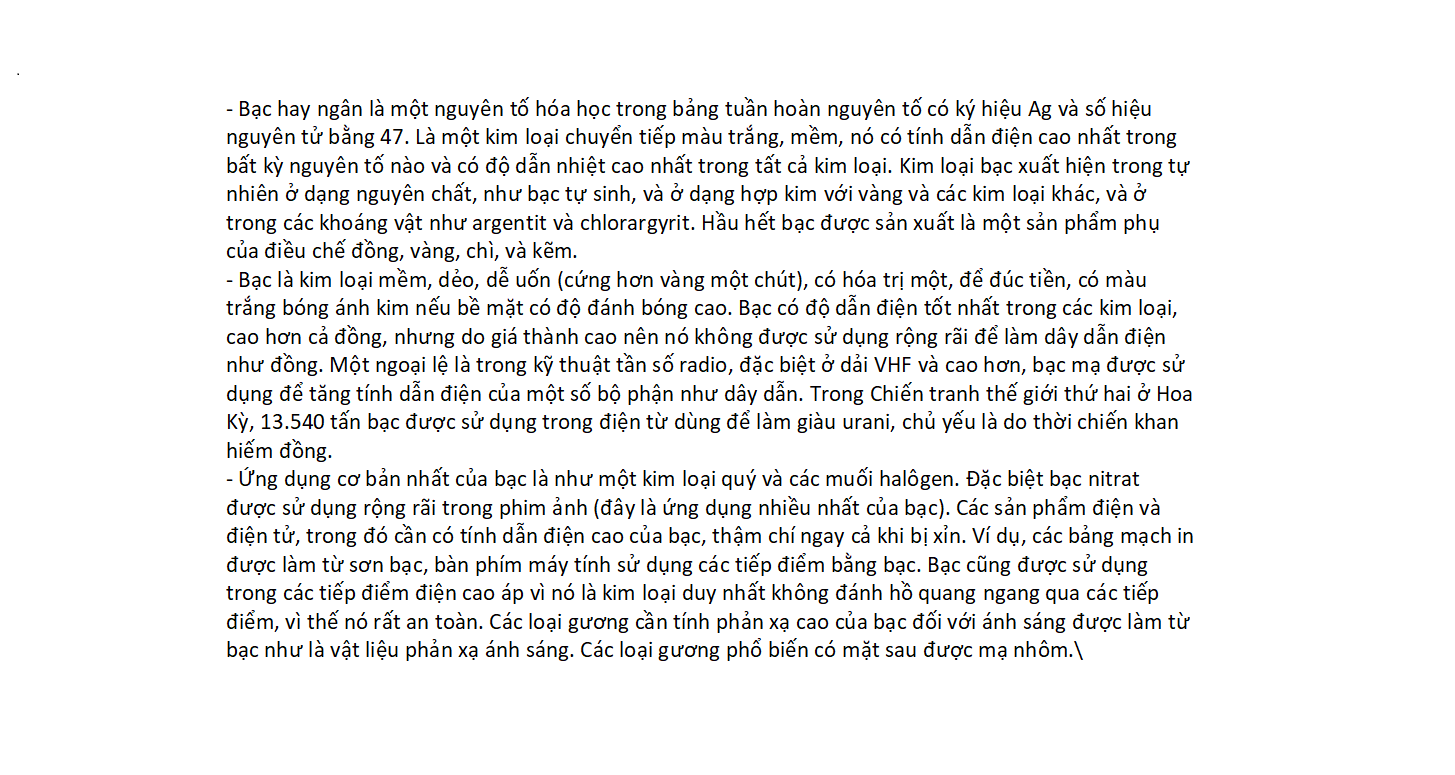 .
- Bạc hay ngân là một nguyên tố hóa học trong bảng tuần hoàn nguyên tố có ký hiệu Ag và số hiệu
nguyên tử bằng 47. Là một kim loại chuyển tiếp màu trắng, mềm, nó có tính dẫn điện cao nhất trong
bất kỳ nguyên tố nào và có độ dẫn nhiệt cao nhất trong tất cả kim loại. Kim loại bạc xuất hiện trong tự
nhiên ở dạng nguyên chất, như bạc tự sinh, và ở dạng hợp kim với vàng và các kim loại khác, và ở
trong các khoáng vật như argentit và chlorargyrit. Hầu hết bạc được sản xuất là một sản phẩm phụ
của điều chế đồng, vàng, chì, và kẽm.
- Bạc là kim loại mềm, dẻo, dễ uốn (cứng hơn vàng một chút), có hóa trị một, để đúc tiền, có màu
trắng bóng ánh kim nếu bề mặt có độ đánh bóng cao. Bạc có độ dẫn điện tốt nhất trong các kim loại,
cao hơn cả đồng, nhưng do giá thành cao nên nó không được sử dụng rộng rãi để làm dây dẫn điện
như đồng. Một ngoại lệ là trong kỹ thuật tần số radio, đặc biệt ở dải VHF và cao hơn, bạc mạ được sử
dụng để tăng tính dẫn điện của một số bộ phận như dây dẫn. Trong Chiến tranh thế giới thứ hai ở Hoa
Kỳ, 13.540 tấn bạc được sử dụng trong điện từ dùng để làm giàu urani, chủ yếu là do thời chiến khan
hiếm đồng.
- Ứng dụng cơ bản nhất của bạc là như một kim loại quý và các muối halôgen. Đặc biệt bạc nitrat
được sử dụng rộng rãi trong phim ảnh (đây là ứng dụng nhiều nhất của bạc). Các sản phẩm điện và
điện tử, trong đó cần có tính dẫn điện cao của bạc, thậm chí ngay cả khi bị xỉn. Ví dụ, các bảng mạch in
được làm từ sơn bạc, bàn phím máy tính sử dụng các tiếp điểm bằng bạc. Bạc cũng được sử dụng
trong các tiếp điểm điện cao áp vì nó là kim loại duy nhất không đánh hồ quang ngang qua các tiếp
điểm, vì thế nó rất an toàn. Các loại gương cần tính phản xạ cao của bạc đối với ánh sáng được làm từ
bạc như là vật liệu phản xạ ánh sáng. Các loại gương phổ biến có mặt sau được mạ nhôm.\